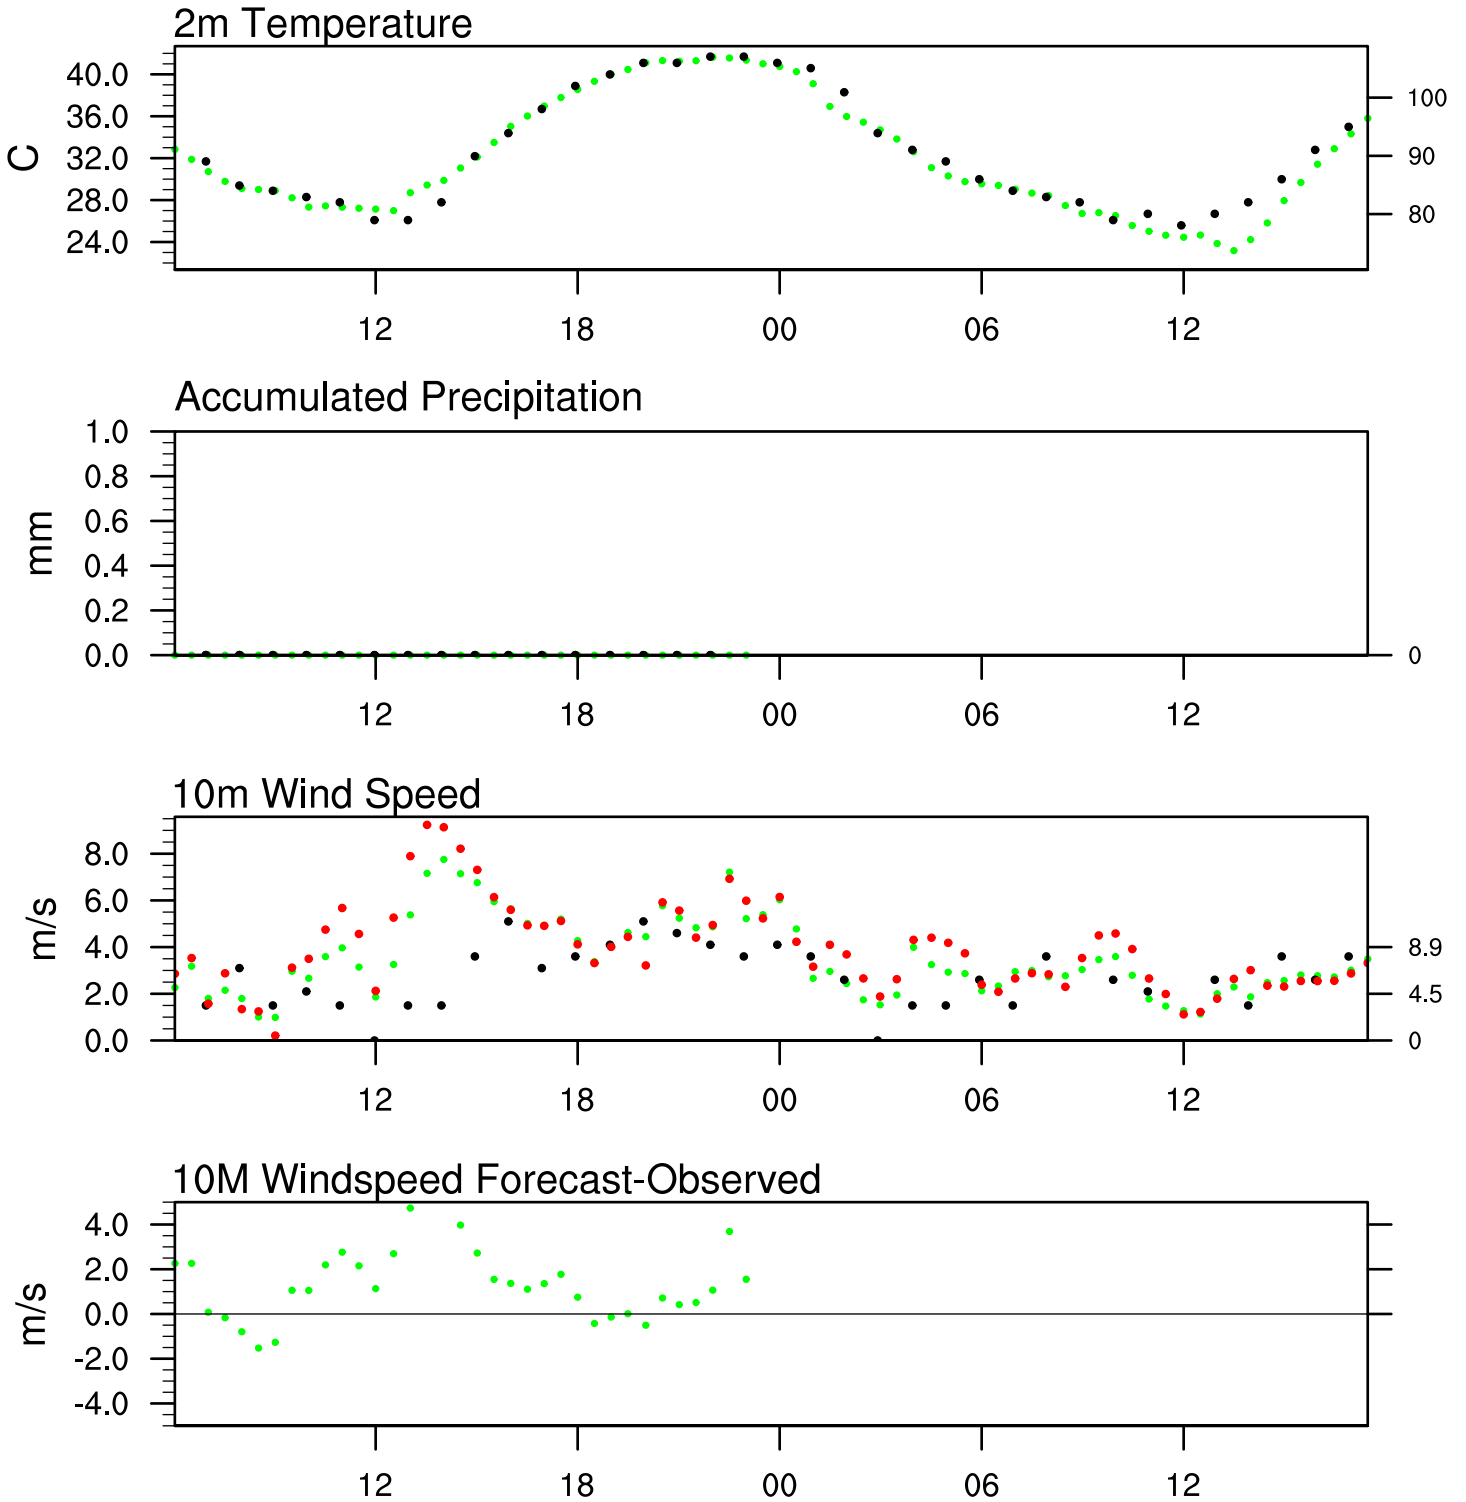 2m Temperature
C
40.0
36.0
32.0
28.0
24.0
100
90
80
12 18 00 06 12
Accumulated Precipitation
mm
1.0
0.8
0.6
0.4
0.2
0.0
0
12 18 00 06 12
10m Wind Speed
m/s
8.0
6.0
4.0
2.0
0.0
8.9
4.5
0
12 18 00 06 12
10M Windspeed Forecast-Observed
m/s
4.0
2.0
0.0
-2.0
-4.0
12 18 00 06 12